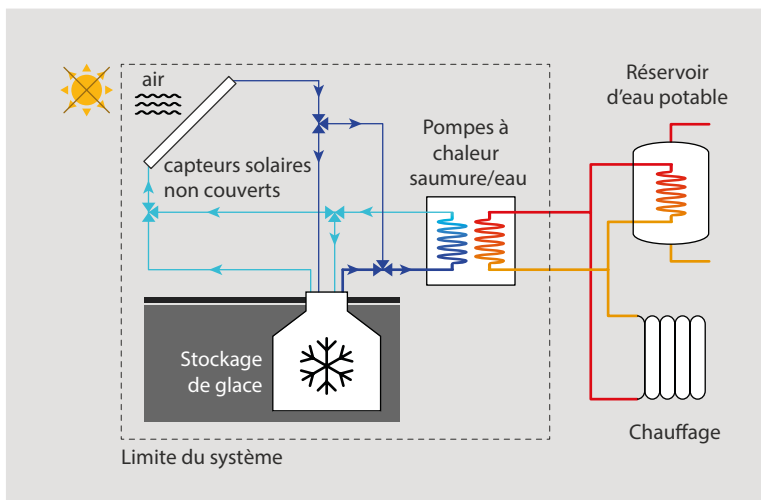 air
capteurs solaires
non couverts
Pompes à
chaleur
saumure/eau
Réservoir
d'eau potable
Stockage
de glace
Chauffage
Limite du système